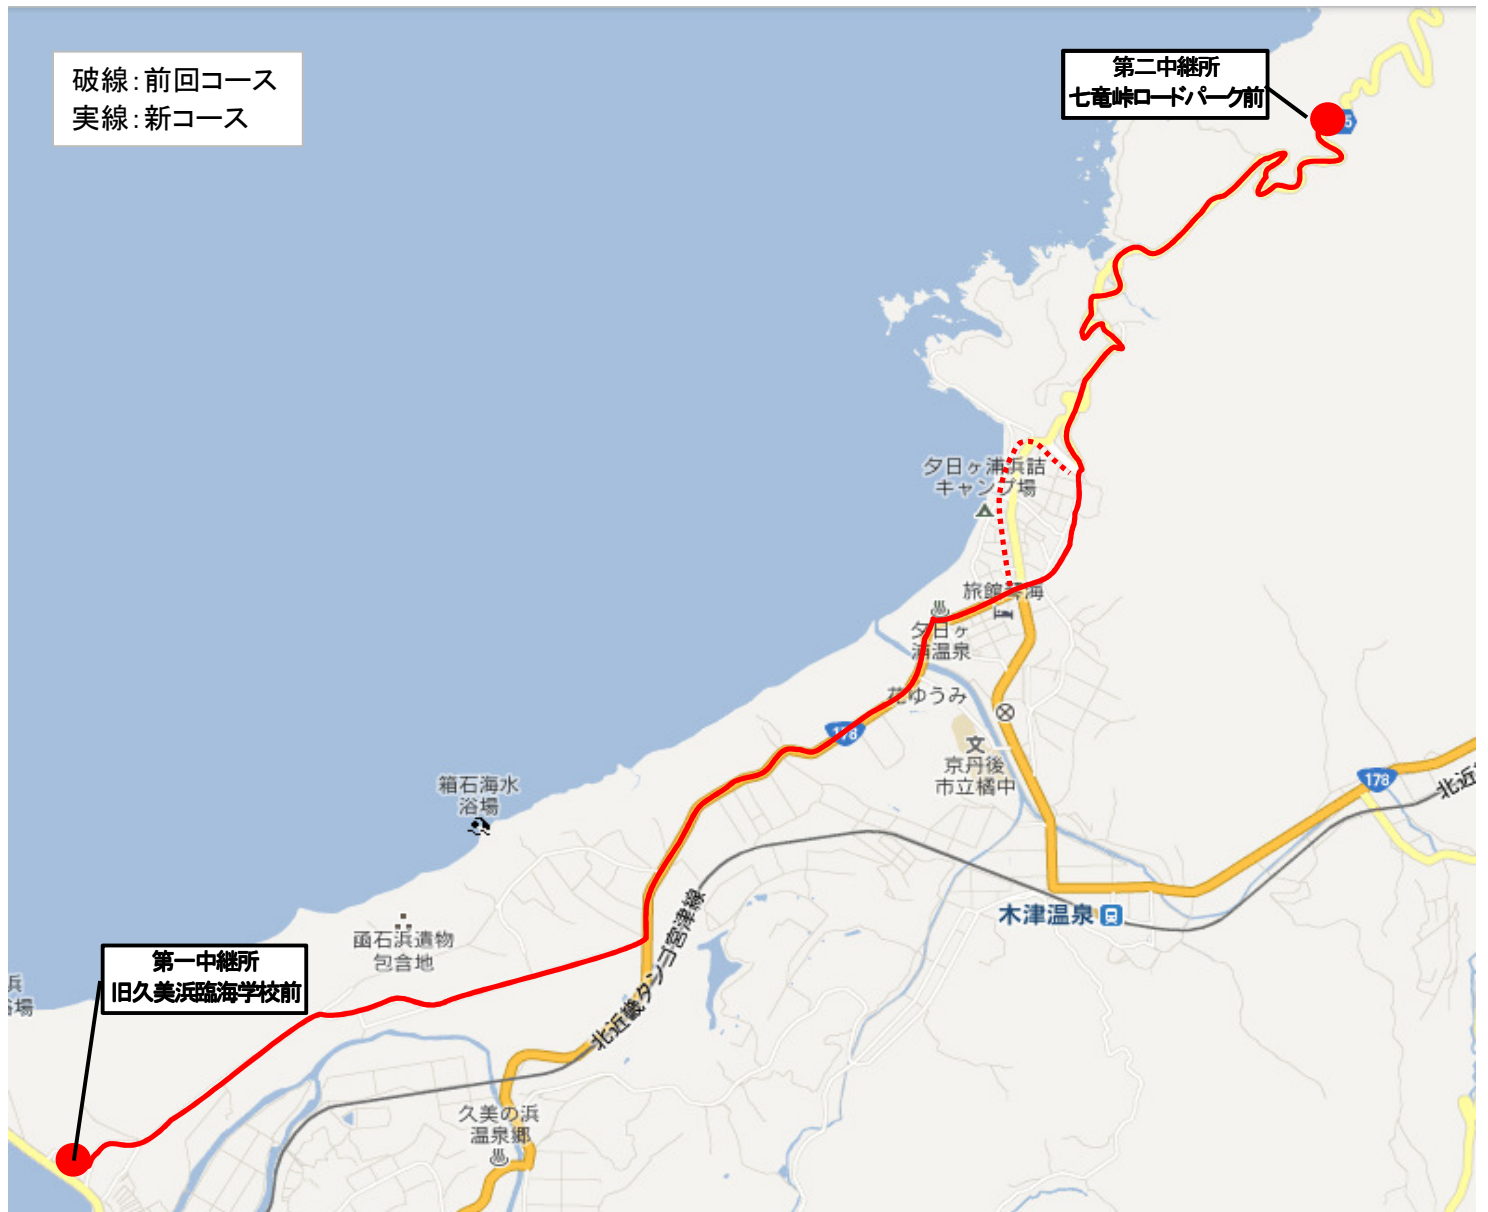 破線：前回コース
実線：新コース
第二中継所
七竜峠ロードパーク前
夕日ヶ浦浜詰
キャンプ場
旅館琴海
夕日ヶ
浦温泉
花ゆうみ
178
文
京丹後
市立橘中
178
北近
箱石海水
浴場
木津温泉
函石浜遺物
包含地
北近畿タンゴ宮津線
第一中継所
旧久美浜臨海学校前
浜
浴場
久美の浜
温泉郷